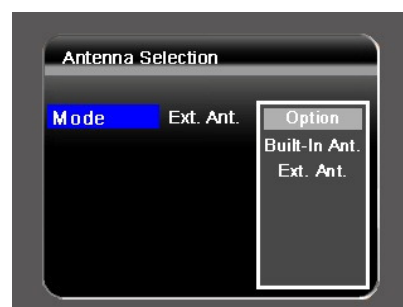 Antenna Selection
Mode Ext. Ant.
Option
Built-In Ant.
Ext. Ant.